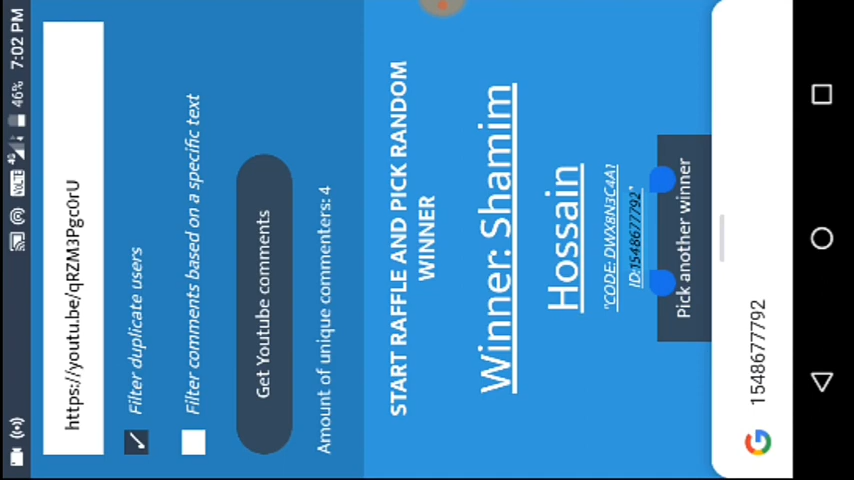 46% 7:02 PM
https://youtu.be/qRZM3Pgc0rU
Filter duplicate users
Filter comments based on a specific text
Get Youtube comments
Amount of unique commenters: 4
START RAFFLE AND PICK RANDOM
WINNER
Winner: Shamim
Hossain
"CODE: DWX8N3C4A1
ID:1548677792"
Pick another winner
1548677792